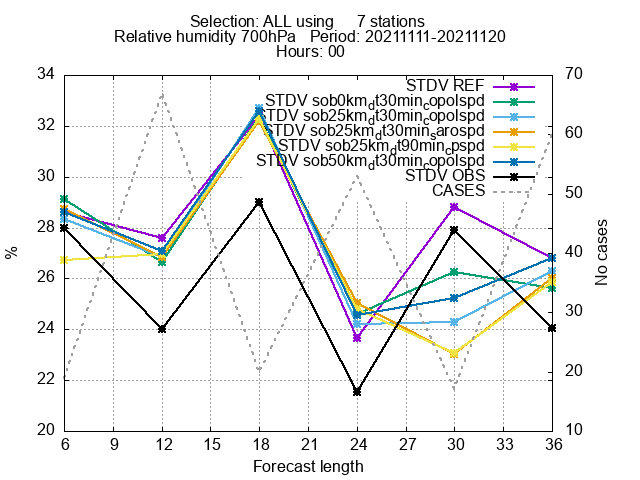 Selection: ALL using 7 stations
Relative humidity 700hPa Period: 20211111-20211120
Hours: 00
34 70
STDV REF
STDV sob0km_dt30min_copolspd
STDV sob25km_dt30min_copolspd
32
STDV sob25km_dt30min_sarospd
60
STDV sob25km_dt90min_cpspd
STDV sob50km_dt30min_copolspd
30
STDV OBS
CASES
50
28
%
No cases
40
26
30
24
22
20
20 10
6 9 12 15 18 21 24 27 30 33 36
Forecast length